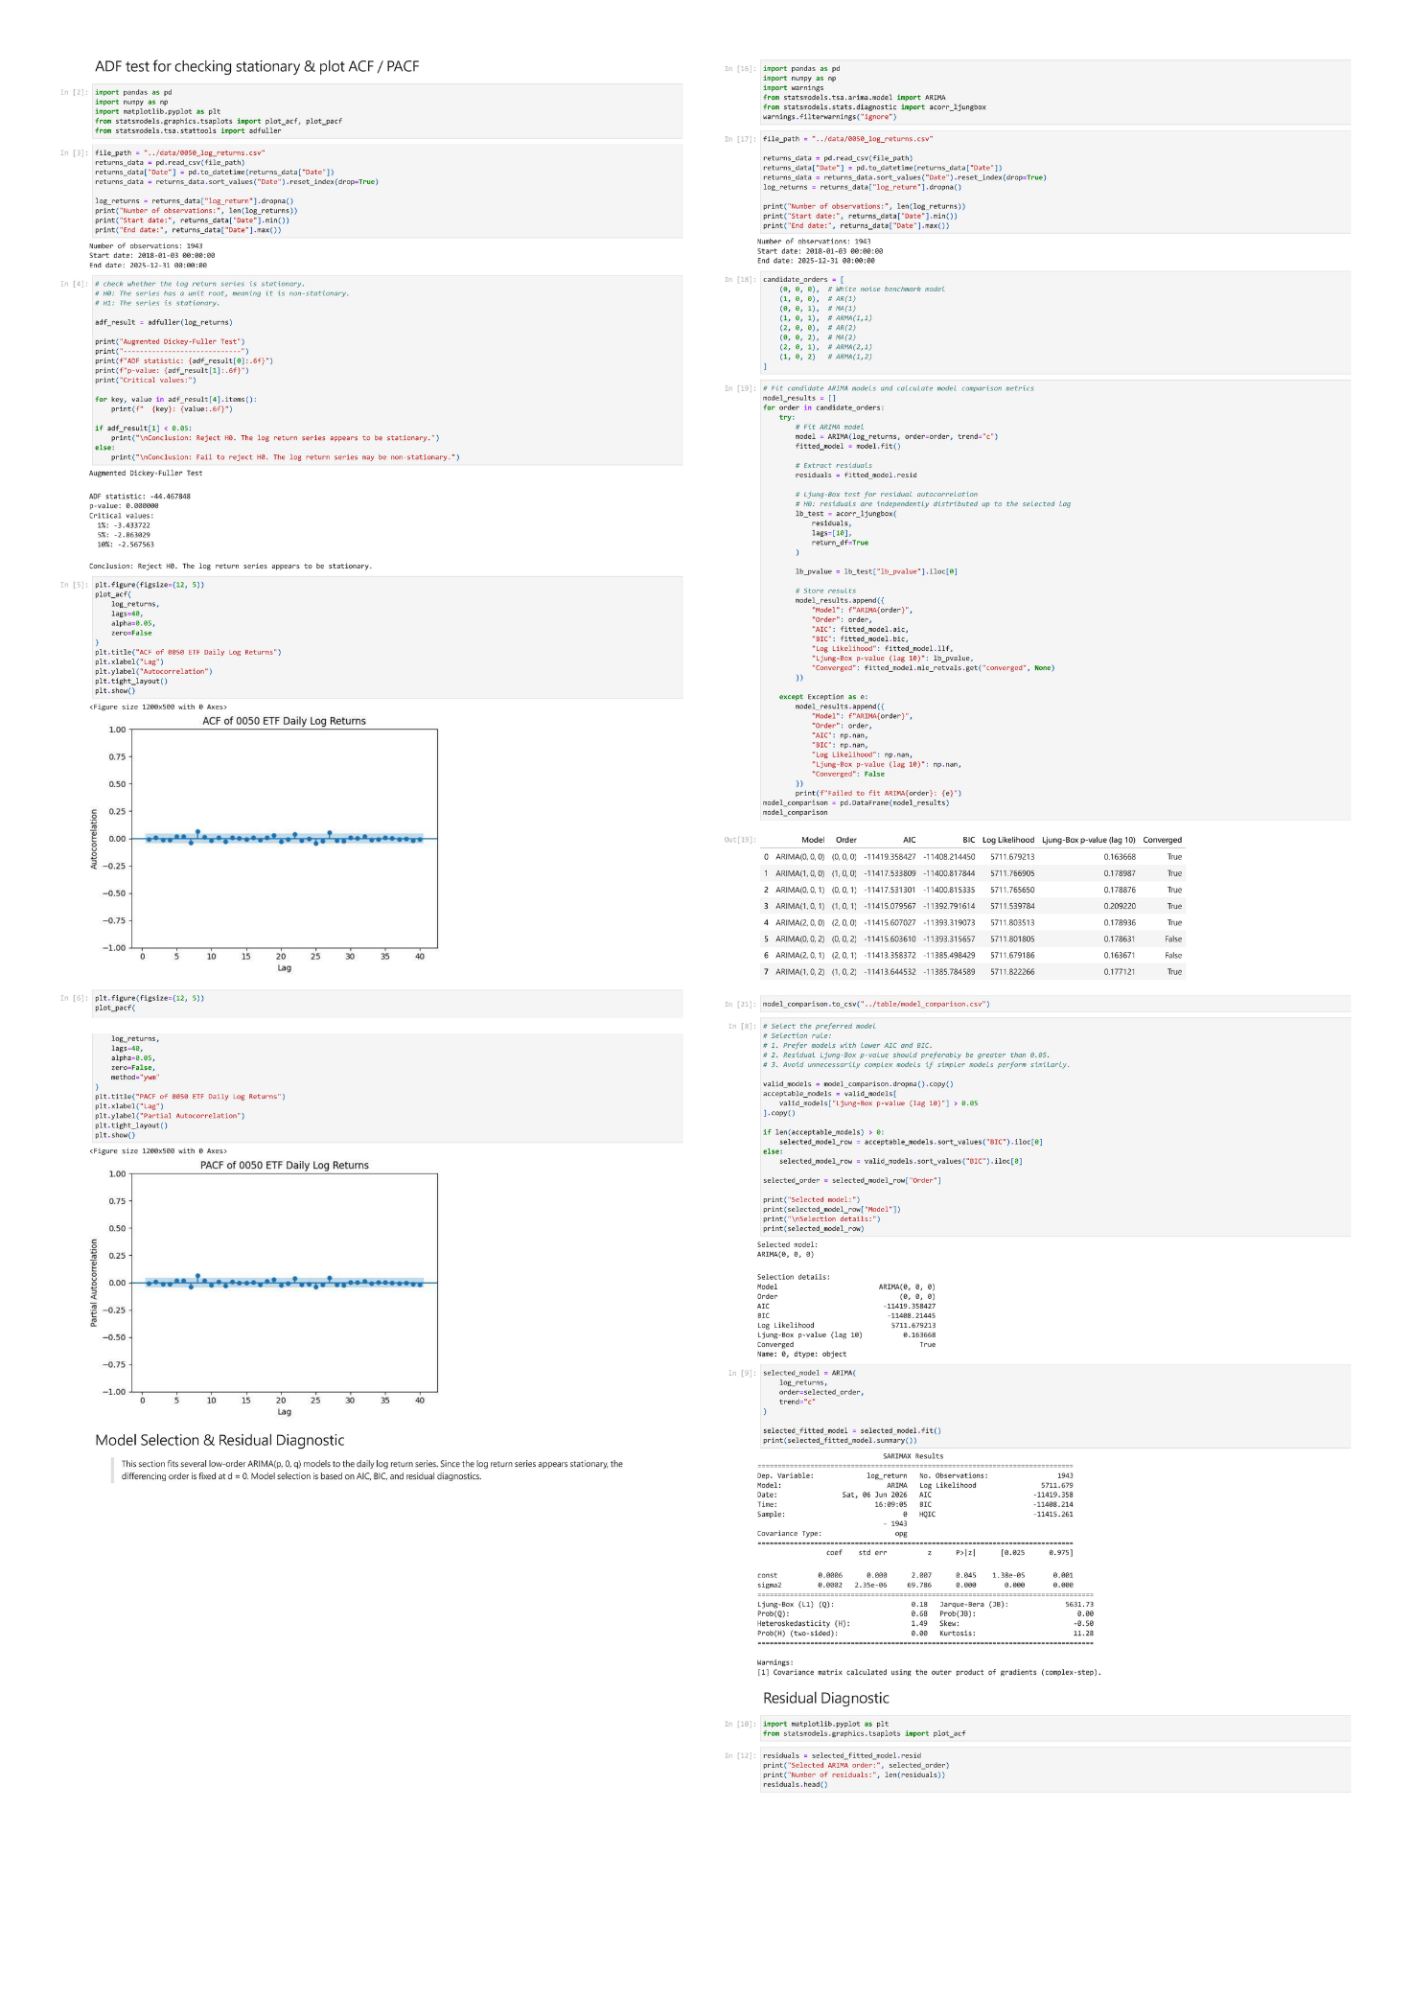 ADF test for checking stationary & plot ACF / PACF
In [2]: import pandas as pd
import numpy as np
import matplotlib.pyplot as plt
from statsmodels.graphics.tsaplots import plot_acf, plot_pacf
from statsmodels.tsa.stattools import adfuller
In [3]: file_path = "../data/0050_log_returns.csv"
returns_data = pd.read_csv(file_path)
returns_data["Date"] = pd.to_datetime(returns_data["Date"])
returns_data = returns_data.sort_values("Date").reset_index(drop=True)
log_returns = returns_data["log_return"].dropna()
print("Number of observations:", len(log_returns))
print("Start date:", returns_data["Date"].min())
print("End date:", returns_data["Date"].max())
Number of observations: 1943
Start date: 2018-01-03 00:00:00
End date: 2025-12-31 00:00:00
In [4]: # check whether the log return series is stationary.
# H0: The series has a unit root, meaning it is non-stationary.
# H1: The series is stationary.
adf_result = adfuller(log_returns)
print("Augmented Dickey-Fuller Test")
print("-----------------------------")
print(f"ADF statistic: {adf_result[0]:.6f}")
print(f"p-value: {adf_result[1]:.6f}")
print("Critical values:")
for key, value in adf_result[4].items():
print(f"  {key}: {value:.6f}")
if adf_result[1] < 0.05:
print("\nConclusion: Reject H0. The log return series appears to be stationary.")
else:
print("\nConclusion: Fail to reject H0. The log return series may be non-stationary.")
Augmented Dickey-Fuller Test
ADF statistic: -44.467848
p-value: 0.000000
Critical values:
1%: -3.433722
5%: -2.863029
10%: -2.567563
Conclusion: Reject H0. The log return series appears to be stationary.
In [5]: plt.figure(figsize=(12, 5))
plot_acf(
log_returns,
lags=40,
alpha=0.05,
zero=False
)
plt.title("ACF of 0050 ETF Daily Log Returns")
plt.xlabel("Lag")
plt.ylabel("Autocorrelation")
plt.tight_layout()
plt.show()
<Figure size 1200x500 with 0 Axes>
ACF of 0050 ETF Daily Log Returns
1.00
0.75
0.50
0.25
0.00
−0.25
−0.50
−0.75
−1.00
Autocorrelation
0 5 10 15 20 25 30 35 40
Lag
In [6]: plt.figure(figsize=(12, 5))
plot_pacf(
log_returns,
lags=40,
alpha=0.05,
zero=False,
method="ywm"
)
plt.title("PACF of 0050 ETF Daily Log Returns")
plt.xlabel("Lag")
plt.ylabel("Partial Autocorrelation")
plt.tight_layout()
plt.show()
<Figure size 1200x500 with 0 Axes>
PACF of 0050 ETF Daily Log Returns
1.00
0.75
0.50
0.25
0.00
−0.25
−0.50
−0.75
−1.00
Partial Autocorrelation
0 5 10 15 20 25 30 35 40
Lag
Model Selection & Residual Diagnostic
This section fits several low-order ARIMA(p, 0, q) models to the daily log return series. Since the log return series appears stationary, the
differencing order is fixed at d = 0. Model selection is based on AIC, BIC, and residual diagnostics.
In [16]: import pandas as pd
import numpy as np
import warnings
from statsmodels.tsa.arima.model import ARIMA
from statsmodels.stats.diagnostic import acorr_ljungbox
warnings.filterwarnings("ignore")
In [17]: file_path = "../data/0050_log_returns.csv"
returns_data = pd.read_csv(file_path)
returns_data["Date"] = pd.to_datetime(returns_data["Date"])
returns_data = returns_data.sort_values("Date").reset_index(drop=True)
log_returns = returns_data["log_return"].dropna()
print("Number of observations:", len(log_returns))
print("Start date:", returns_data["Date"].min())
print("End date:", returns_data["Date"].max())
Number of observations: 1943
Start date: 2018-01-03 00:00:00
End date: 2025-12-31 00:00:00
In [18]: candidate_orders = [
(0, 0, 0),  # White noise benchmark model
(1, 0, 0),  # AR(1)
(0, 0, 1),  # MA(1)
(1, 0, 1),  # ARMA(1,1)
(2, 0, 0),  # AR(2)
(0, 0, 2),  # MA(2)
(2, 0, 1),  # ARMA(2,1)
(1, 0, 2)   # ARMA(1,2)
]
In [19]: # Fit candidate ARIMA models and calculate model comparison metrics
model_results = []
for order in candidate_orders:
try:
# Fit ARIMA model
model = ARIMA(log_returns, order=order, trend="c")
fitted_model = model.fit()
# Extract residuals
residuals = fitted_model.resid
# Ljung-Box test for residual autocorrelation
# H0: residuals are independently distributed up to the selected lag
lb_test = acorr_ljungbox(
residuals,
lags=[10],
return_df=True
)
lb_pvalue = lb_test["lb_pvalue"].iloc[0]
# Store results
model_results.append({
"Model": f"ARIMA{order}",
"Order": order,
"AIC": fitted_model.aic,
"BIC": fitted_model.bic,
"Log Likelihood": fitted_model.llf,
"Ljung-Box p-value (lag 10)": lb_pvalue,
"Converged": fitted_model.mle_retvals.get("converged", None)
})
except Exception as e:
model_results.append({
"Model": f"ARIMA{order}",
"Order": order,
"AIC": np.nan,
"BIC": np.nan,
"Log Likelihood": np.nan,
"Ljung-Box p-value (lag 10)": np.nan,
"Converged": False
})
print(f"Failed to fit ARIMA{order}: {e}")
model_comparison = pd.DataFrame(model_results)
model_comparison
Out[19]: Model Order AIC BIC Log Likelihood Ljung-Box p-value (lag 10) Converged
0 ARIMA(0, 0, 0) (0, 0, 0) -11419.358427 -11408.214450 5711.679213 0.163668 True
1 ARIMA(1, 0, 0) (1, 0, 0) -11417.533809 -11400.817844 5711.766905 0.178987 True
2 ARIMA(0, 0, 1) (0, 0, 1) -11417.531301 -11400.815335 5711.765650 0.178876 True
3 ARIMA(1, 0, 1) (1, 0, 1) -11415.079567 -11392.791614 5711.539784 0.209220 True
4 ARIMA(2, 0, 0) (2, 0, 0) -11415.607027 -11393.319073 5711.803513 0.178936 True
5 ARIMA(0, 0, 2) (0, 0, 2) -11415.603610 -11393.315657 5711.801805 0.178631 False
6 ARIMA(2, 0, 1) (2, 0, 1) -11413.358372 -11385.498429 5711.679186 0.163671 False
7 ARIMA(1, 0, 2) (1, 0, 2) -11413.644532 -11385.784589 5711.822266 0.177121 True
In [21]: model_comparison.to_csv("../table/model_comparison.csv")
In [8]: # Select the preferred model
# Selection rule:
# 1. Prefer models with lower AIC and BIC.
# 2. Residual Ljung-Box p-value should preferably be greater than 0.05.
# 3. Avoid unnecessarily complex models if simpler models perform similarly.
valid_models = model_comparison.dropna().copy()
acceptable_models = valid_models[
valid_models["Ljung-Box p-value (lag 10)"] > 0.05
].copy()
if len(acceptable_models) > 0:
selected_model_row = acceptable_models.sort_values("BIC").iloc[0]
else:
selected_model_row = valid_models.sort_values("BIC").iloc[0]
selected_order = selected_model_row["Order"]
print("Selected model:")
print(selected_model_row["Model"])
print("\nSelection details:")
print(selected_model_row)
Selected model:
ARIMA(0, 0, 0)
Selection details:
Model ARIMA(0, 0, 0)
Order (0, 0, 0)
AIC -11419.358427
BIC -11408.21445
Log Likelihood 5711.679213
Ljung-Box p-value (lag 10) 0.163668
Converged True
Name: 0, dtype: object
In [9]: selected_model = ARIMA(
log_returns,
order=selected_order,
trend="c"
)
selected_fitted_model = selected_model.fit()
print(selected_fitted_model.summary())
SARIMAX Results
Dep. Variable: log_return No. Observations: 1943
Model: ARIMA Log Likelihood 5711.679
Date: Sat, 06 Jun 2026 AIC -11419.358
Time: 16:09:05 BIC -11408.214
Sample: 0 HQIC -11415.261
- 1943
Covariance Type: opg
coef std err z P>|z| [0.025 0.975]
const 0.0006 0.000 2.007 0.045 1.38e-05 0.001
sigma2 0.0002 2.35e-06 69.786 0.000 0.000 0.000
Ljung-Box (L1) (Q): 0.18 Jarque-Bera (JB): 5631.73
Prob(Q): 0.68 Prob(JB): 0.00
Heteroskedasticity (H): 1.49 Skew: -0.50
Prob(H) (two-sided): 0.00 Kurtosis: 11.28
Warnings:
[1] Covariance matrix calculated using the outer product of gradients (complex-step).
Residual Diagnostic
In [10]: import matplotlib.pyplot as plt
from statsmodels.graphics.tsaplots import plot_acf
In [12]: residuals = selected_fitted_model.resid
print("Selected ARIMA order:", selected_order)
print("Number of residuals:", len(residuals))
residuals.head()